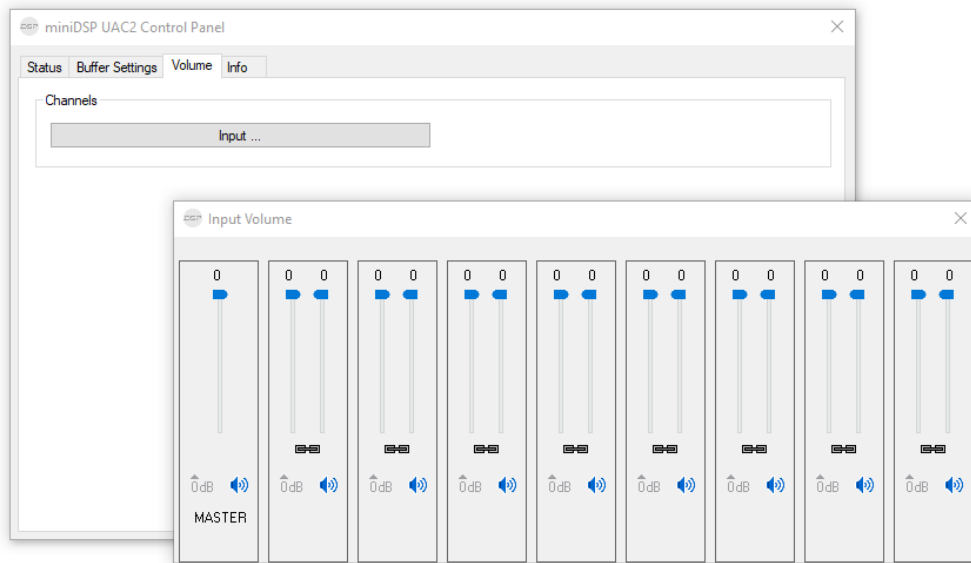 DSP miniDSP UAC2 Control Panel
Status Buffer Settings Volume Info
Channels
Input ...
DSP Input Volume
0 0 0 0 0 0 0 0 0 0 0 0 0 0 0 0 0
0dB 0dB 0dB 0dB 0dB 0dB 0dB 0dB 0dB
MASTER